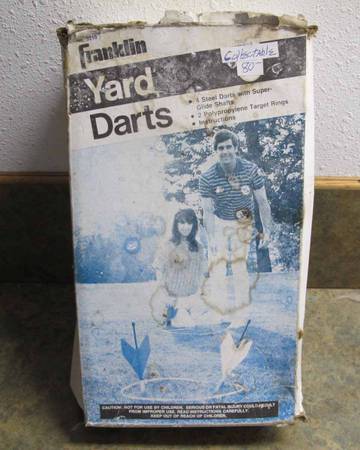 Franklin
Collectable
80-
Yard
Darts
• 4 Steel Darts with Super-
Glide Shafts
• 2 Polypropylene Target Rings
• Instructions
CAUTION: NOT FOR USE BY CHILDREN. SERIOUS OR FATAL INJURY COULD RESULT
FROM IMPROPER USE. READ INSTRUCTIONS CAREFULLY.
KEEP OUT OF REACH OF CHILDREN.